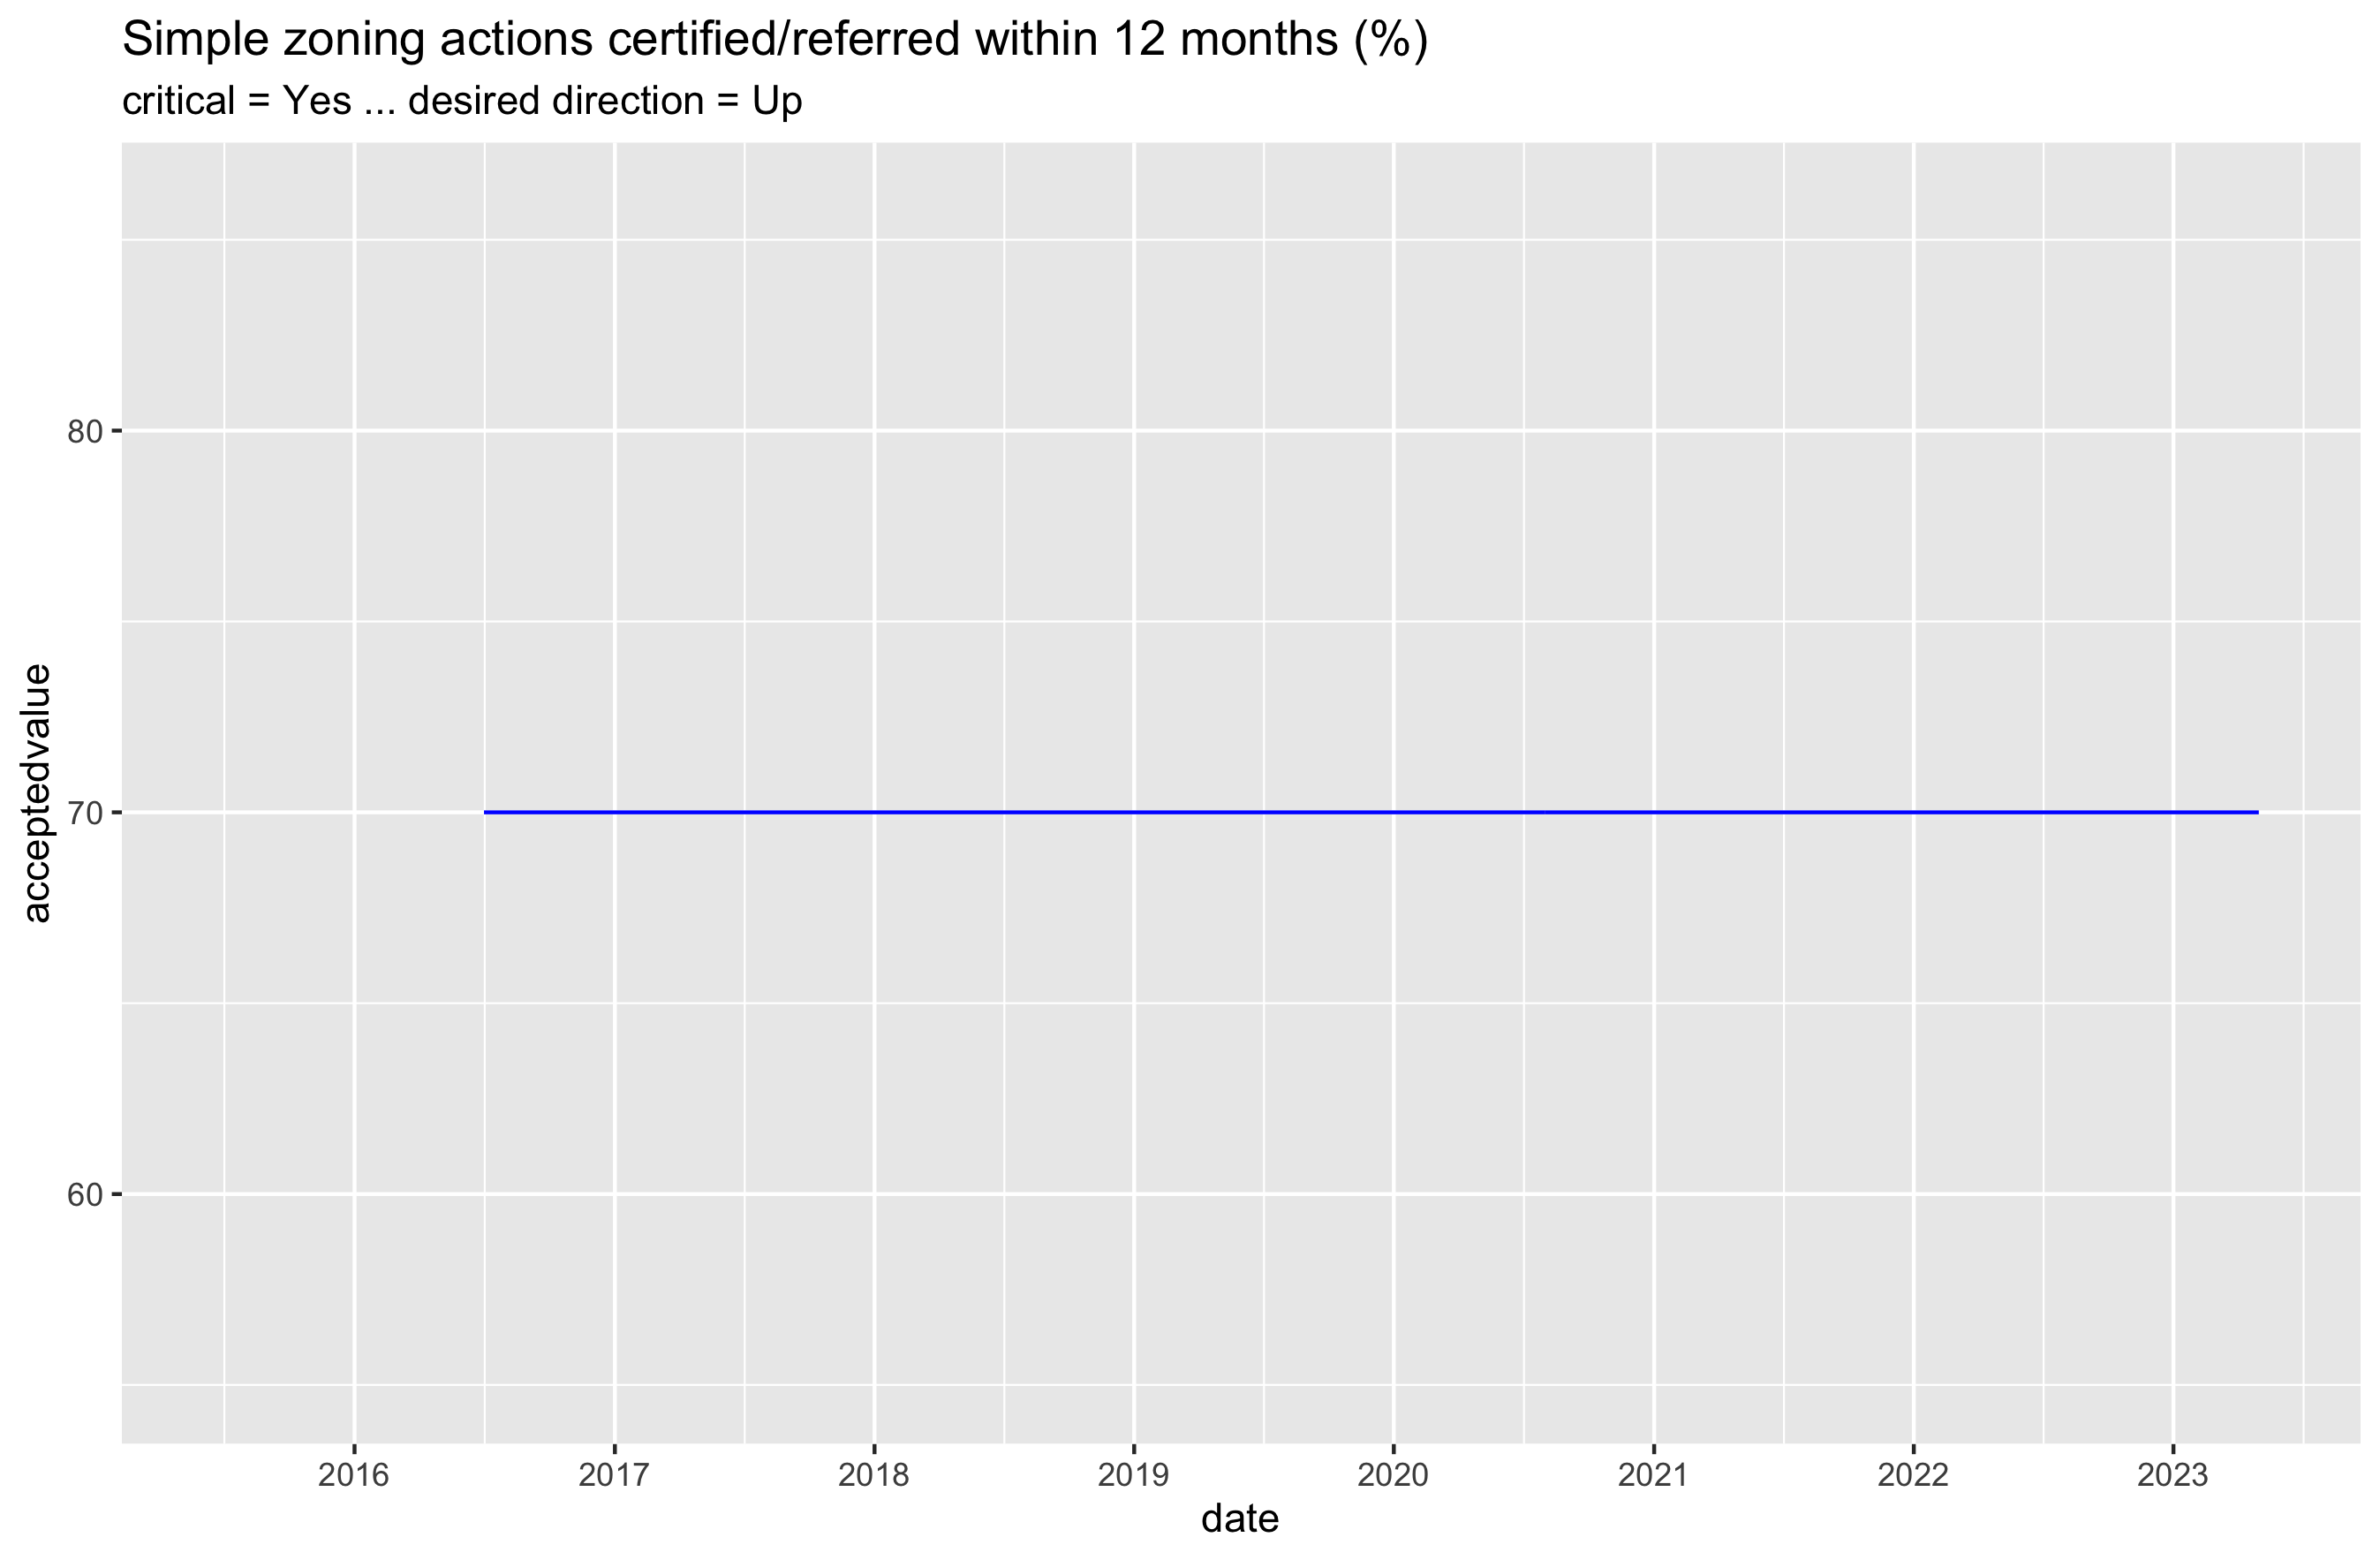 Simple zoning actions certified/referred within 12 months (%)
critical = Yes ... desired direction = Up
acceptedvalue
80
70
60
2016 2017 2018 2019 2020 2021 2022 2023
date